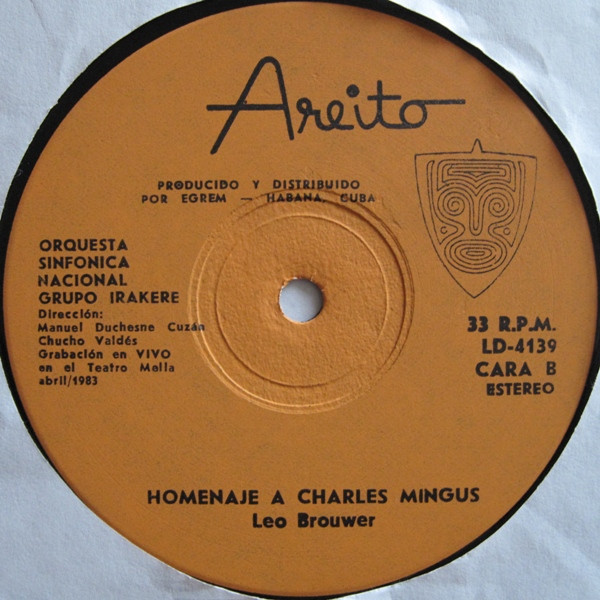 Areito
PRODUCIDO Y DISTRIBUIDO
POR EGREM — HABANA, CUBA
ORQUESTA
SINFONICA
NACIONAL
GRUPO IRAKERE
Dirección:
Manuel Duchesne Cuzán
Chucho Valdés
Grabación en VIVO
en el Teatro Mella
abril/1983
33 R.P.M.
LD-4139
CARA B
ESTEREO
HOMENAJE A CHARLES MINGUS
Leo Brouwer